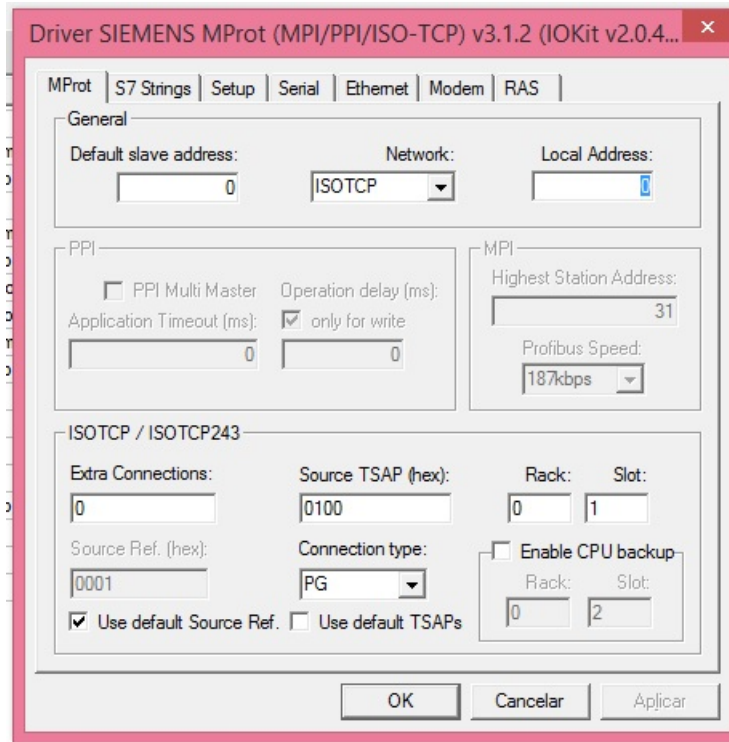 Driver SIEMENS MProt (MPI/PPI/ISO-TCP) v3.1.2 (IOKit v2.0.4...
MProt S7 Strings Setup Serial Ethernet Modem RAS
General
Default slave address: Network: Local Address:
0 ISOTCP 0
PPI MPI
PPI Multi Master Operation delay (ms): Highest Station Address:
Application Timeout (ms): only for write 31
0 0 Profibus Speed:
187kbps
ISOTCP / ISOTCP243
Extra Connections: Source TSAP (hex): Rack: Slot:
0 0100 0 1
Source Ref. (hex): Connection type: Enable CPU backup
0001 PG Rack: Slot:
Use default Source Ref. Use default TSAPs 0 2
OK Cancelar Aplicar